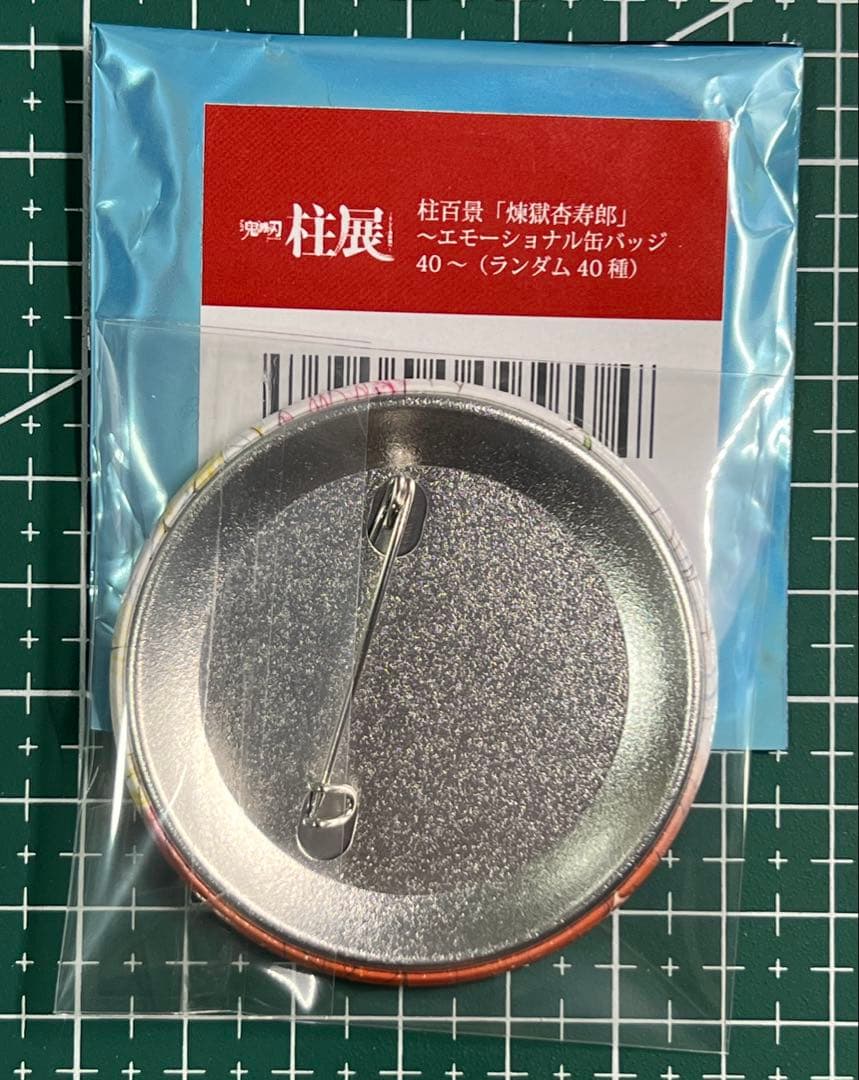 鬼滅の刃
柱展
柱百景「煉獄杏寿郎」
～エモーショナル缶バッジ
40～（ランダム40種）